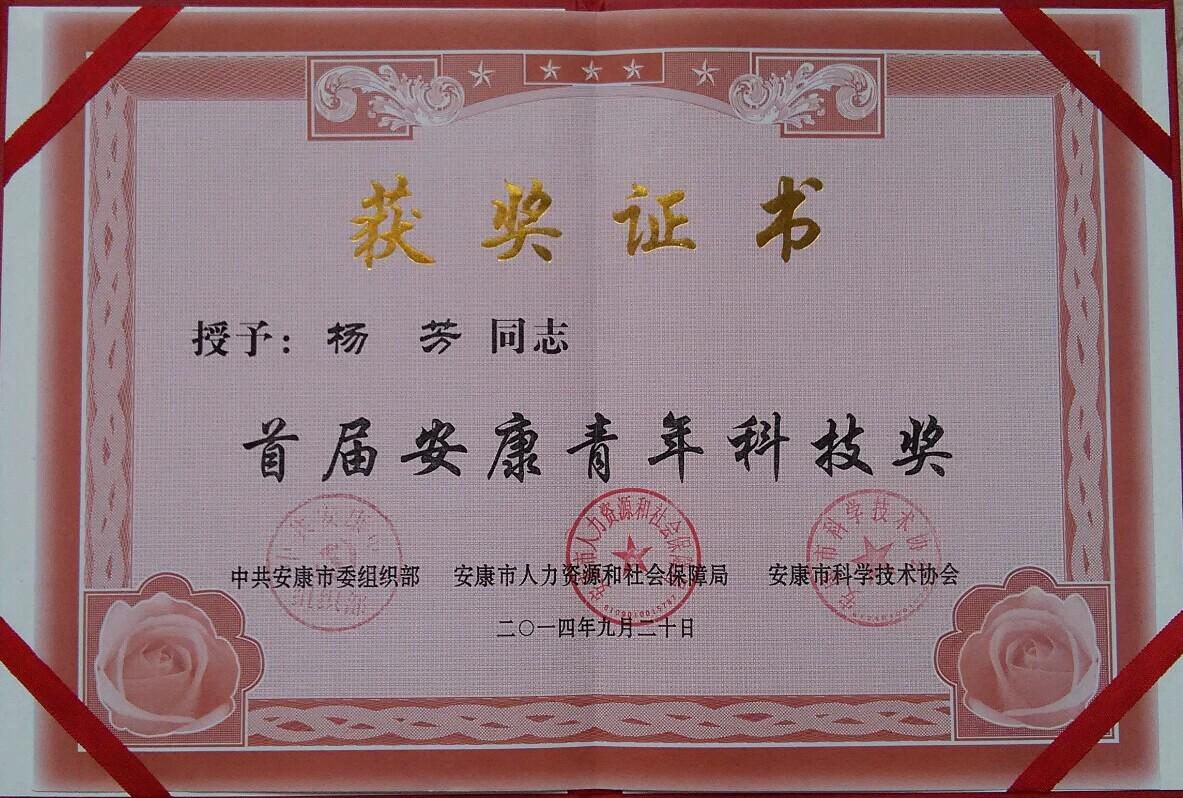 获奖证书
授予：杨 芳 同志
首届安康青年科技奖
中共安康市委组织部 安康市人力资源和社会保障局 安康市科学技术协会
二〇一四年九月二十日